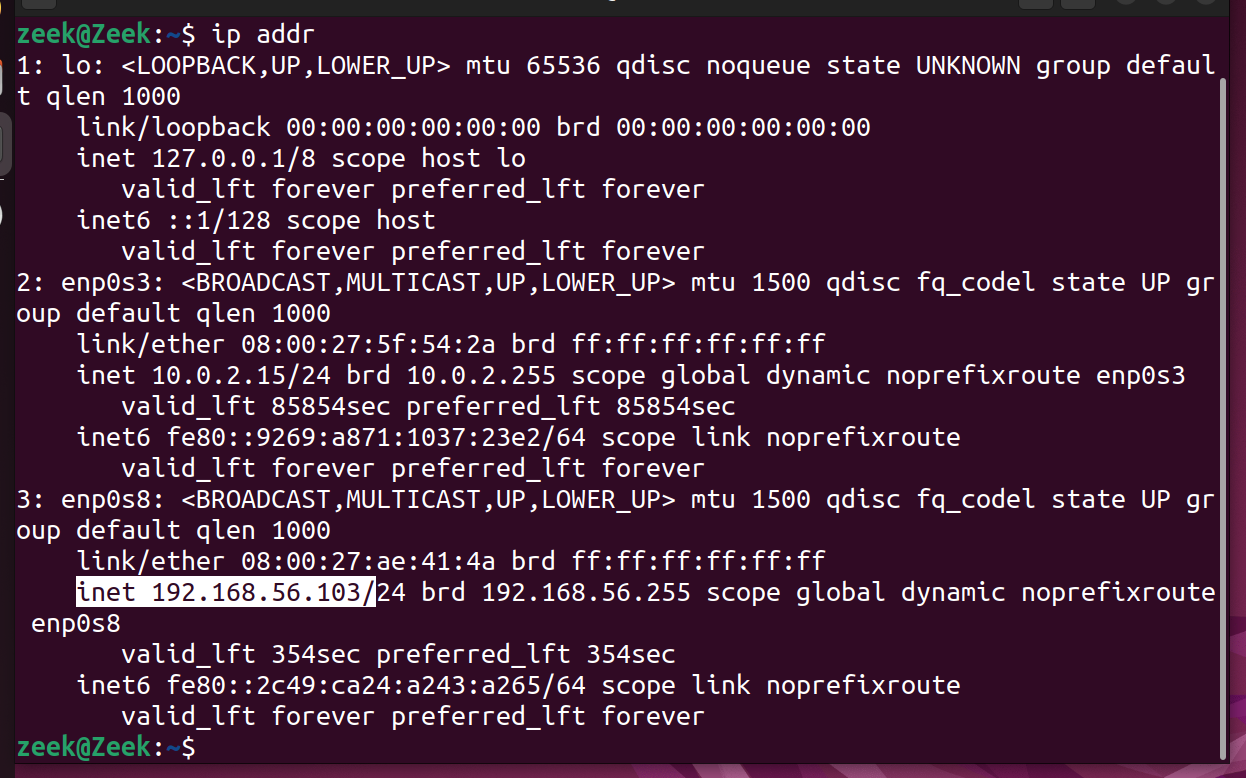 zeek@Zeek:~$ ip addr
1: lo: <LOOPBACK,UP,LOWER_UP> mtu 65536 qdisc noqueue state UNKNOWN group defaul
t qlen 1000
    link/loopback 00:00:00:00:00:00 brd 00:00:00:00:00:00
    inet 127.0.0.1/8 scope host lo
       valid_lft forever preferred_lft forever
    inet6 ::1/128 scope host
       valid_lft forever preferred_lft forever
2: enp0s3: <BROADCAST,MULTICAST,UP,LOWER_UP> mtu 1500 qdisc fq_codel state UP gr
oup default qlen 1000
    link/ether 08:00:27:5f:54:2a brd ff:ff:ff:ff:ff:ff
    inet 10.0.2.15/24 brd 10.0.2.255 scope global dynamic noprefixroute enp0s3
       valid_lft 85854sec preferred_lft 85854sec
    inet6 fe80::9269:a871:1037:23e2/64 scope link noprefixroute
       valid_lft forever preferred_lft forever
3: enp0s8: <BROADCAST,MULTICAST,UP,LOWER_UP> mtu 1500 qdisc fq_codel state UP gr
oup default qlen 1000
    link/ether 08:00:27:ae:41:4a brd ff:ff:ff:ff:ff:ff
    inet 192.168.56.103/24 brd 192.168.56.255 scope global dynamic noprefixroute
 enp0s8
       valid_lft 354sec preferred_lft 354sec
    inet6 fe80::2c49:ca24:a243:a265/64 scope link noprefixroute
       valid_lft forever preferred_lft forever
zeek@Zeek:~$